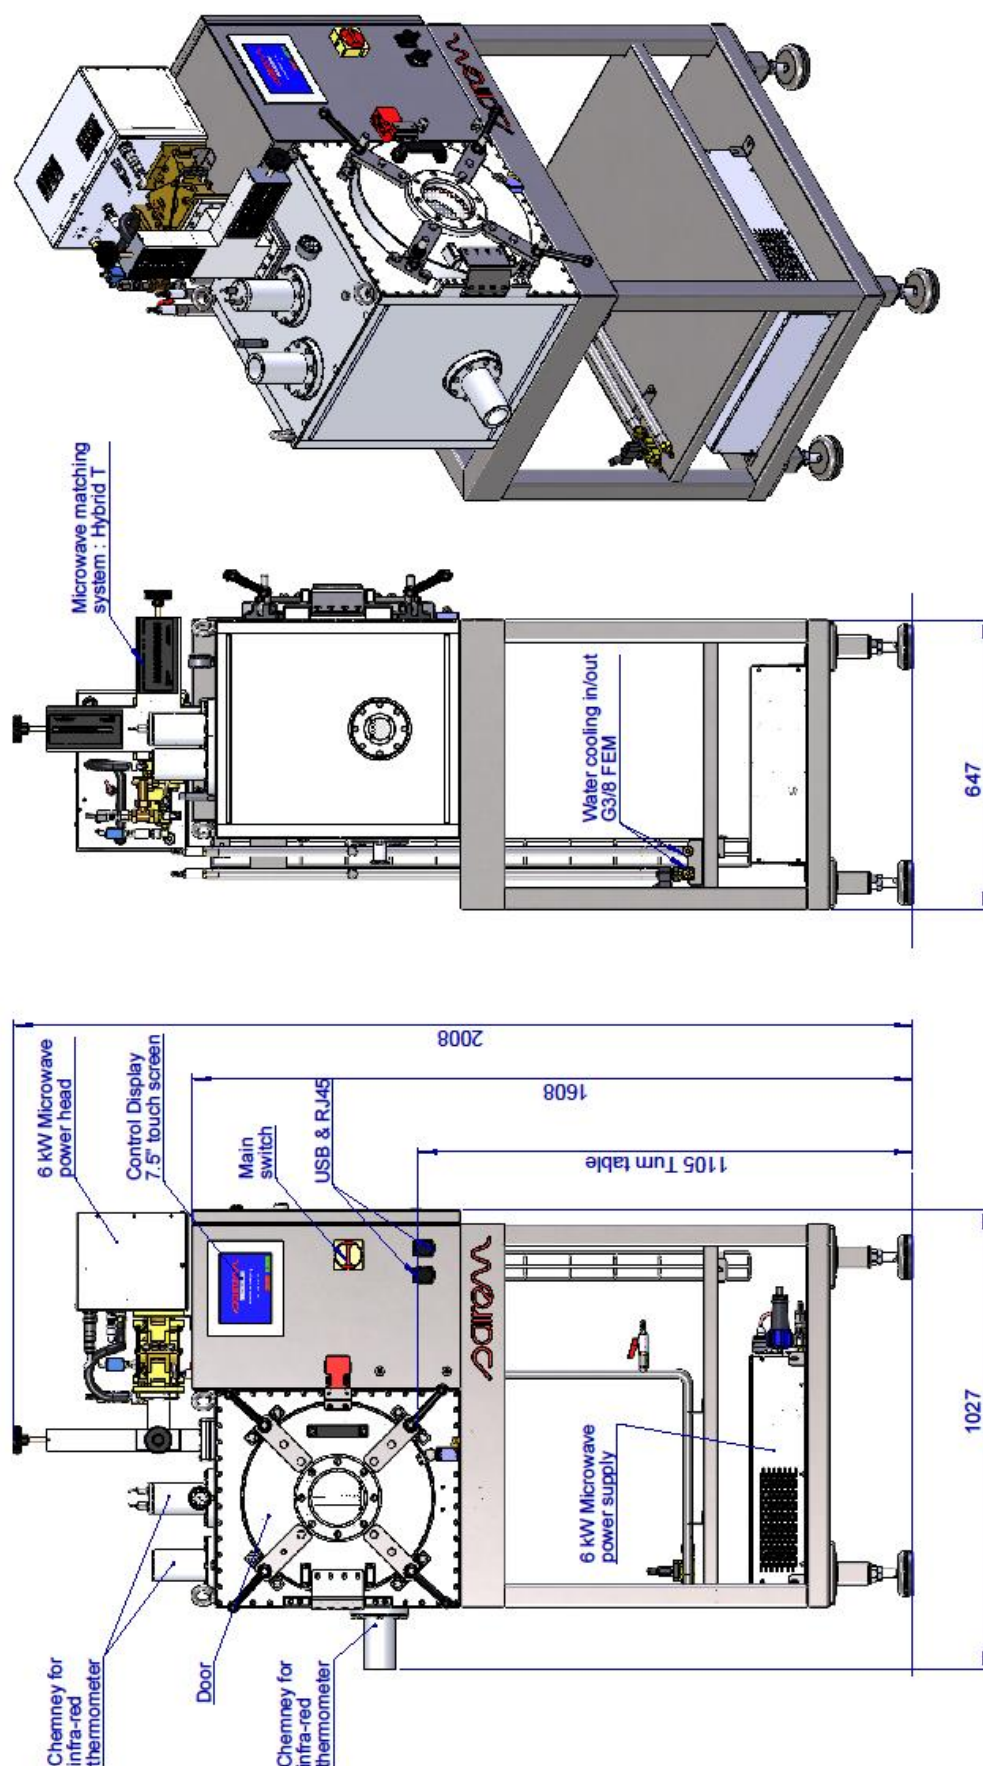 Microwave matching
system : Hybrid T
Water cooling in/out
G3/8 FEM
647
6 kW Microwave
power head
Control Display
7.5" touch screen
Main
switch
USB & RJ45
2008
1608
1105 Turn table
6 kW Microwave
power supply
1027
Chemney for
infra-red
thermometer
Door
Chemney for
infra-red
thermometer